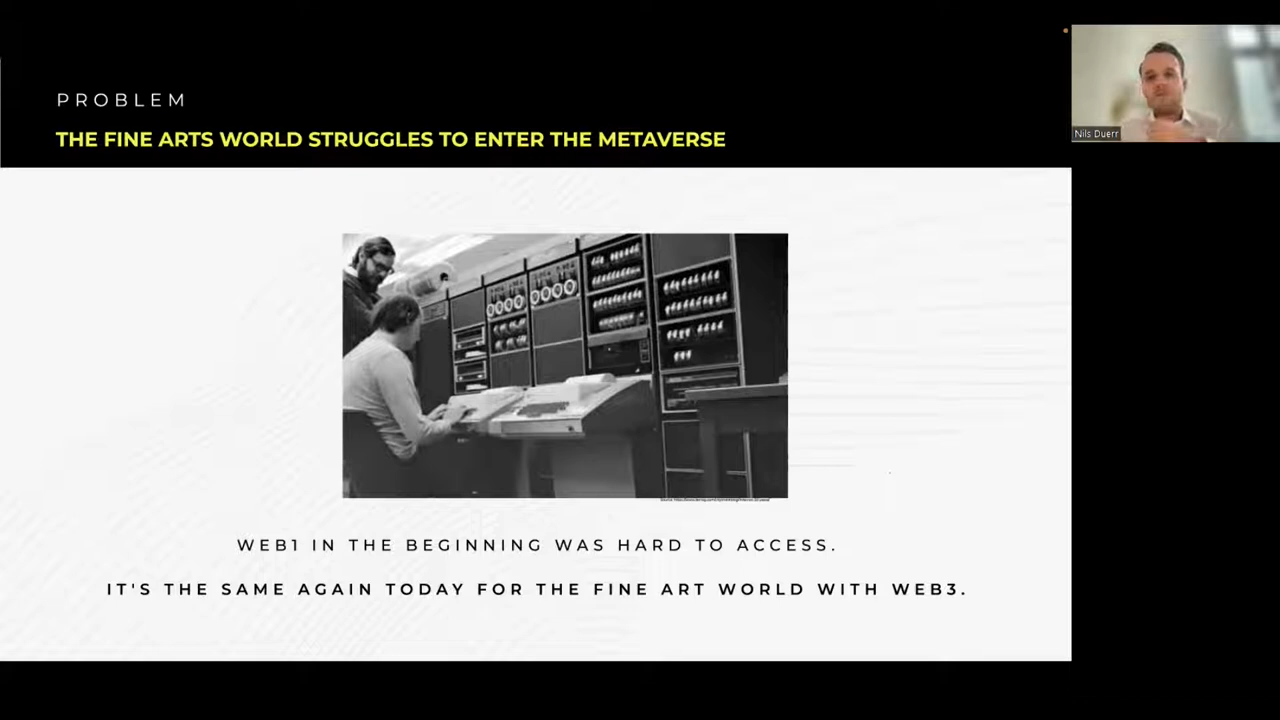 PROBLEM
THE FINE ARTS WORLD STRUGGLES TO ENTER THE METAVERSE
Nils Duerr
WEB1 IN THE BEGINNING WAS HARD TO ACCESS.
IT'S THE SAME AGAIN TODAY FOR THE FINE ART WORLD WITH WEB3.